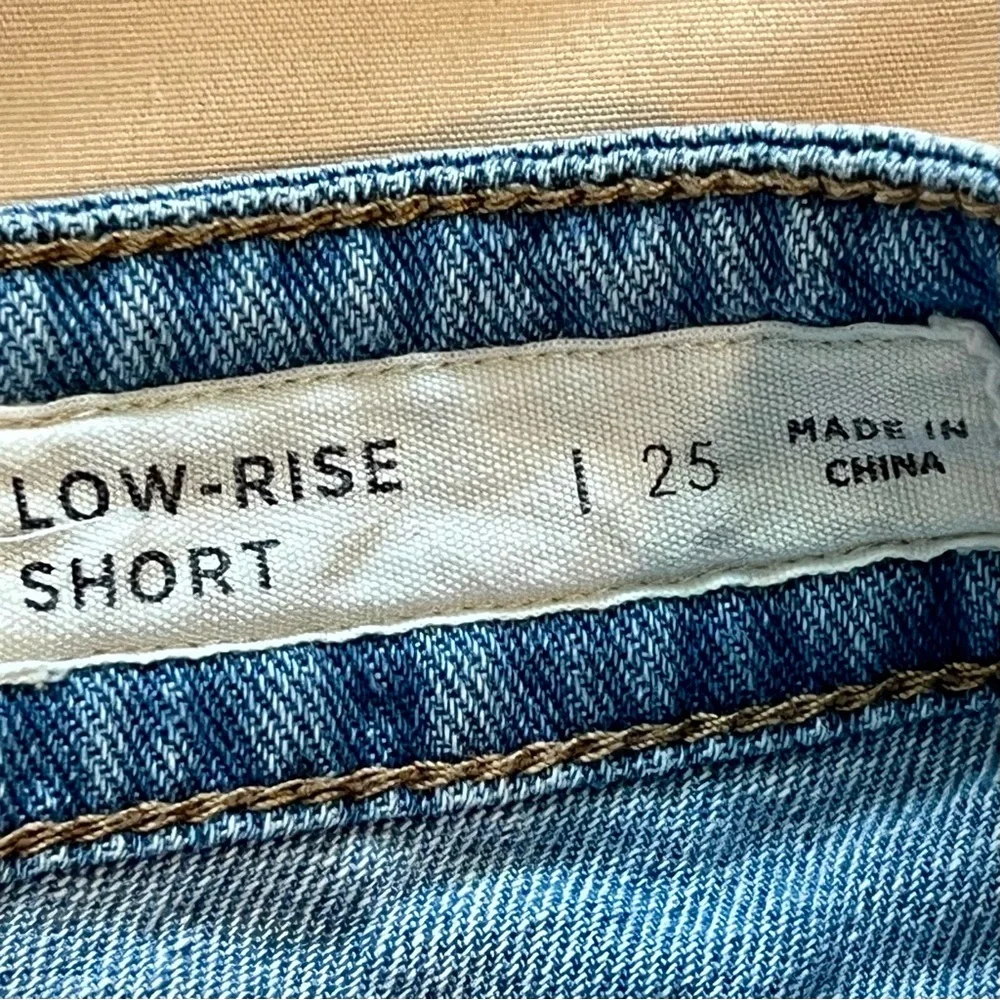 LOW-RISE | 25
SHORT
MADE IN
CHINA